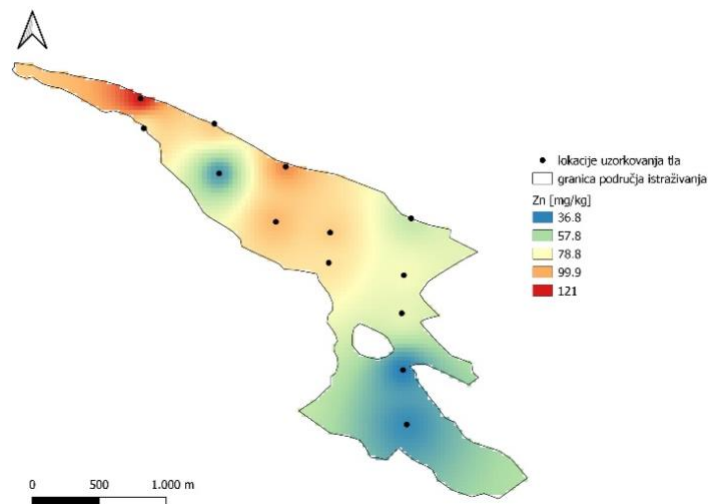 lokacije uzorkovanja tla
granica područja istraživanja
Zn [mg/kg]
36.8
57.8
78.8
99.9
121
0 500 1.000 m